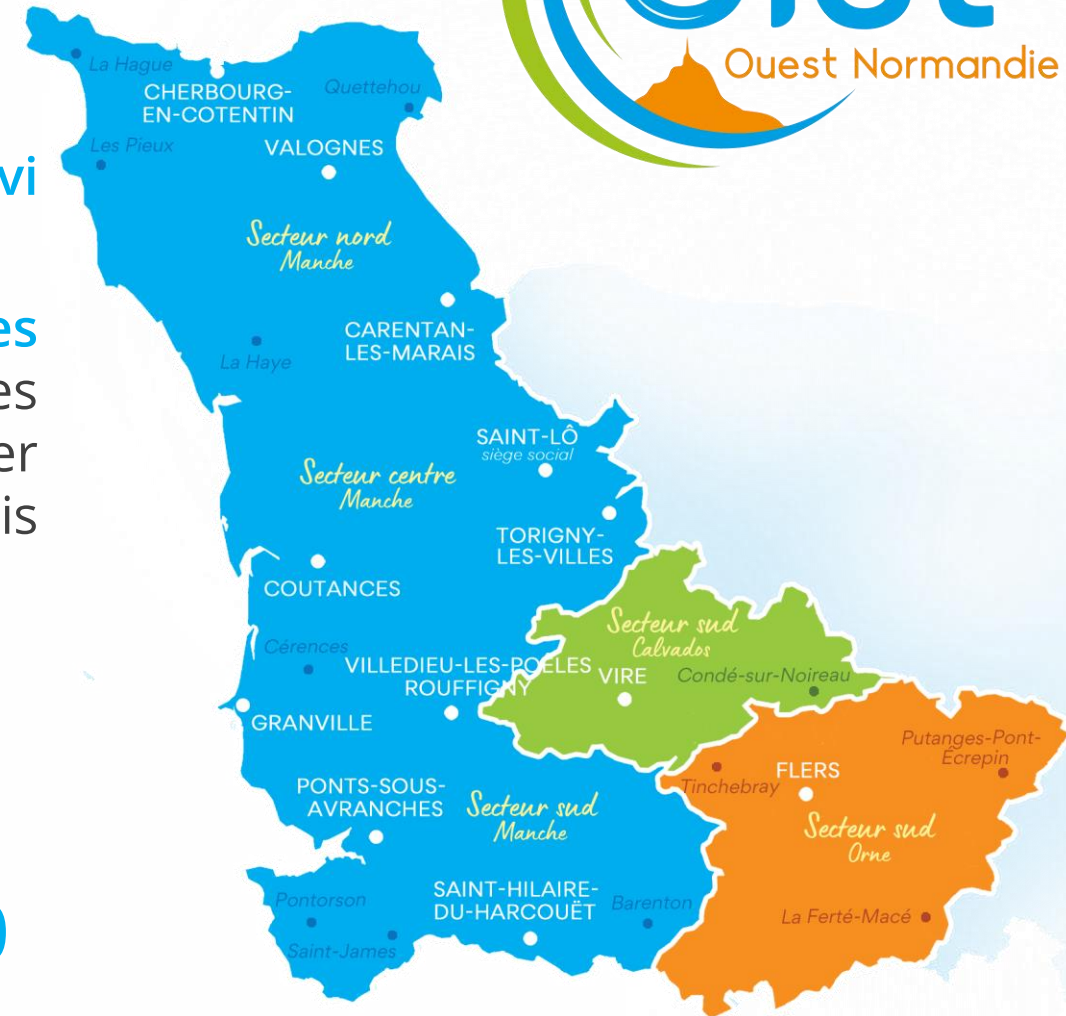 Ouest Normandie
La Hague
CHERBOURG-
EN-COTENTIN
Quettehou
Les Pieux
VALOGNES
vi
Secteur nord
Manche
es
CARENTAN-
LES-MARAIS
La Haye
es
er
SAINT-LÔ
siège social
Secteur centre
Manche
is
TORIGNY-
LES-VILLES
COUTANCES
Secteur sud
Calvados
Cérences
VILLEDIEU-LES-POËLES
ROUFFIGNY
VIRE
Condé-sur-Noireau
GRANVILLE
Putanges-Pont-
Écrepin
Tinchebray
FLERS
PONTS-SOUS-
AVRANCHES
Secteur sud
Manche
Secteur sud
Orne
SAINT-HILAIRE-
DU-HARCOUËT
Pontorson
Barenton
La Ferté-Macé
Saint-James